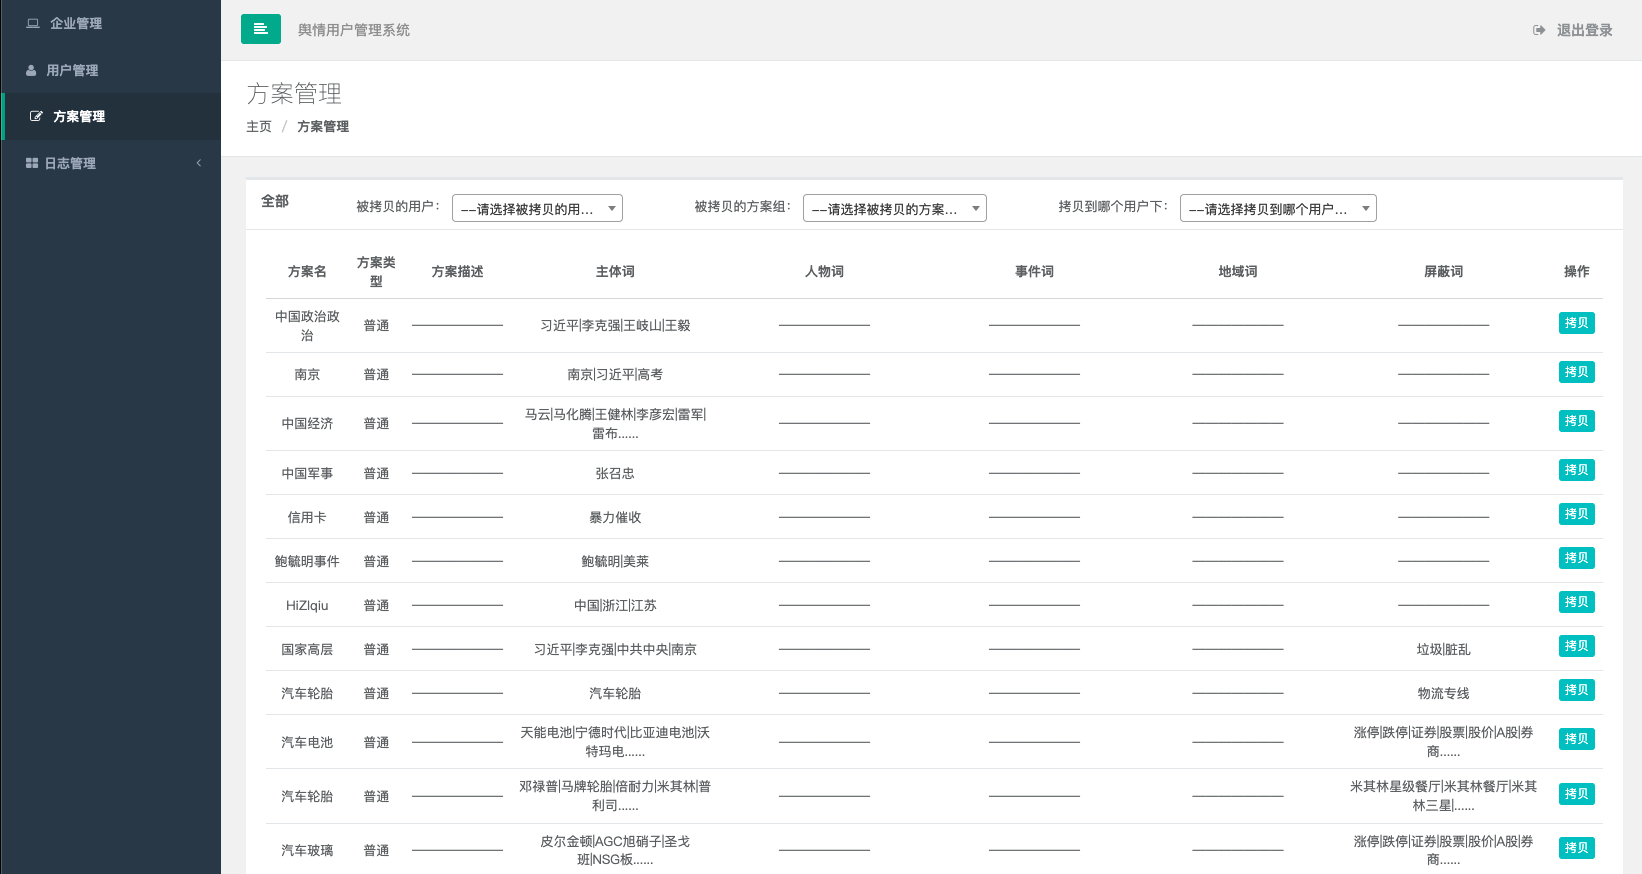 企业管理
用户管理
方案管理
日志管理
舆情用户管理系统
退出登录
方案管理
主页 / 方案管理
全部 被拷贝的用户： --请选择被拷贝的用... 被拷贝的方案组： --请选择被拷贝的方案... 拷贝到哪个用户下： --请选择拷贝到哪个用户...
方案名 方案类型 方案描述 主体词 人物词 事件词 地域词 屏蔽词 操作
中国政治政治 普通 习近平|李克强|王岐山|王毅 拷贝
南京 普通 南京|习近平|高考 拷贝
中国经济 普通 马云|马化腾|王健林|李彦宏|雷军|雷布...... 拷贝
中国军事 普通 张召忠 拷贝
信用卡 普通 暴力催收 拷贝
鲍毓明事件 普通 鲍毓明|美莱 拷贝
HiZIqiu 普通 中国|浙江|江苏 拷贝
国家高层 普通 习近平|李克强|中共中央|南京 垃圾|脏乱 拷贝
汽车轮胎 普通 汽车轮胎 物流专线 拷贝
汽车电池 普通 天能电池|宁德时代|比亚迪电池|沃特玛电...... 涨停|跌停|证券|股票|股价|A股|券商...... 拷贝
汽车轮胎 普通 邓禄普|马牌轮胎|倍耐力|米其林|普利司...... 米其林星级餐厅|米其林餐厅|米其林三星|...... 拷贝
汽车玻璃 普通 皮尔金顿|AGC旭硝子|圣戈班|NSG板...... 涨停|跌停|证券|股票|股价|A股|券商...... 拷贝